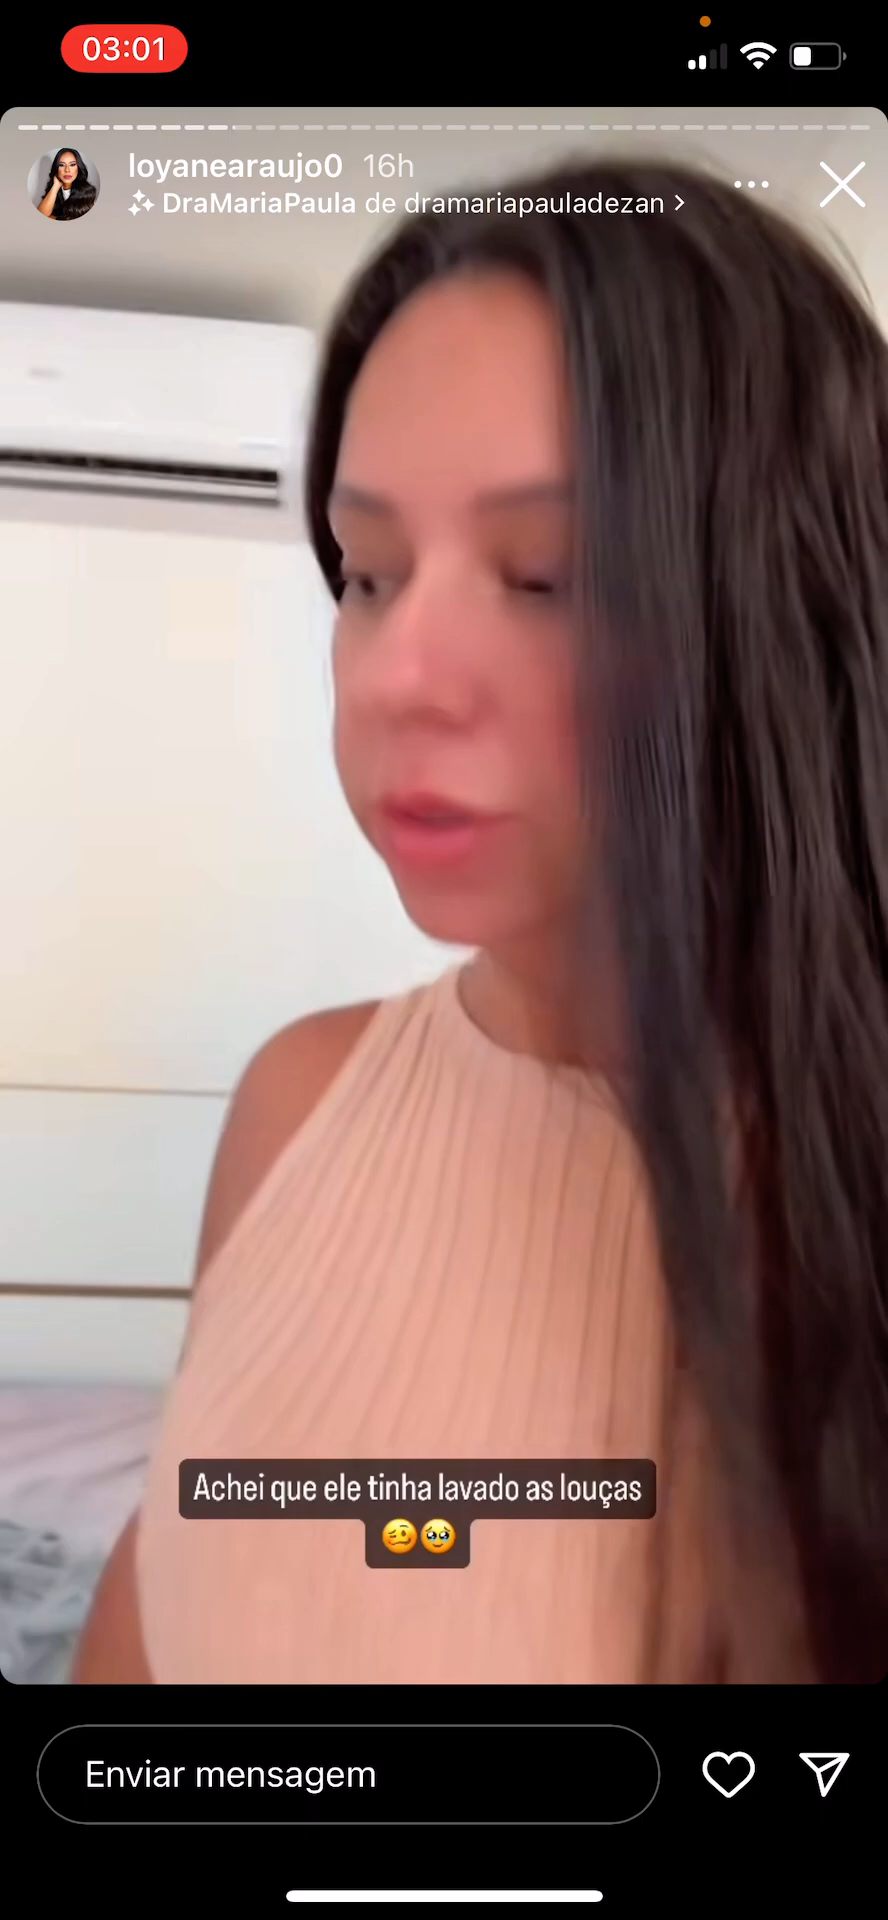 03:01
loyanearaujo0 16h
DraMariaPaula de dramariapauladezan >
Achei que ele tinha lavado as louças
🥴🥹
Enviar mensagem